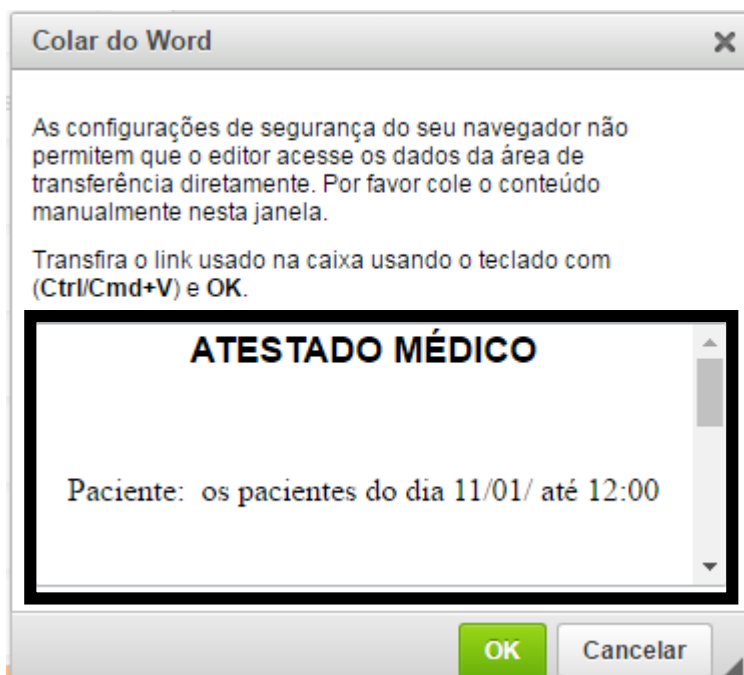 Colar do Word
As configurações de segurança do seu navegador não
permitem que o editor acesse os dados da área de
transferência diretamente. Por favor cole o conteúdo
manualmente nesta janela.
Transfira o link usado na caixa usando o teclado com
(Ctrl/Cmd+V) e OK.
ATESTADO MÉDICO
Paciente:  os pacientes do dia 11/01/ até 12:00
OK
Cancelar